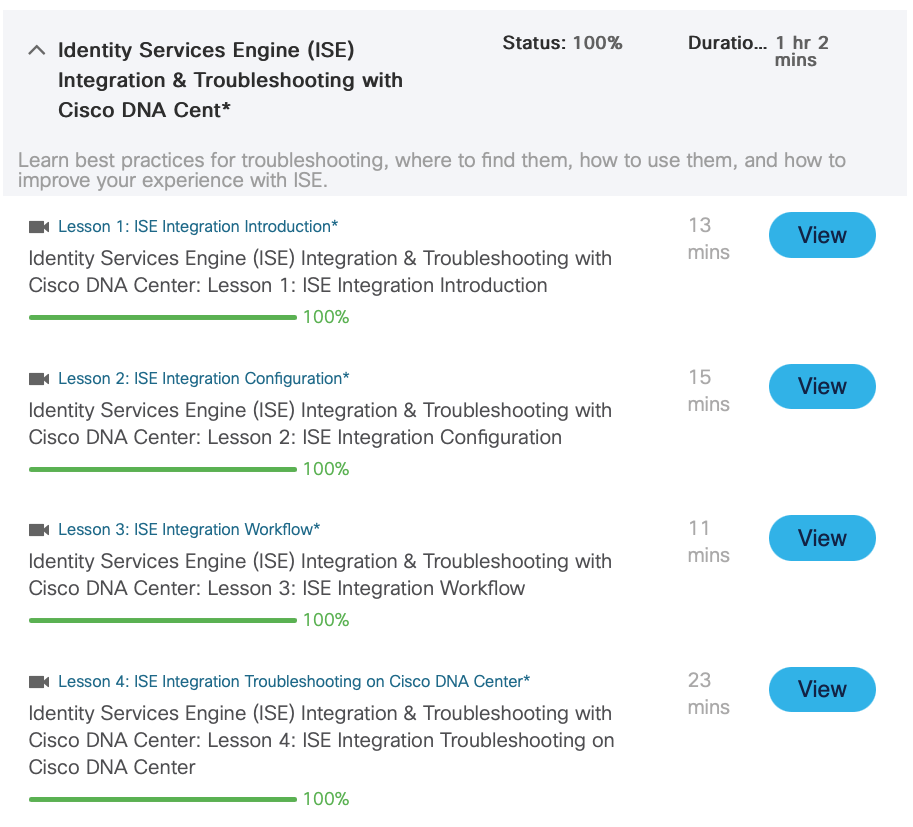 Identity Services Engine (ISE)
Integration & Troubleshooting with
Cisco DNA Cent*
Status: 100%
Duratio... 1 hr 2
mins
Learn best practices for troubleshooting, where to find them, how to use them, and how to
improve your experience with ISE.
Lesson 1: ISE Integration Introduction*
Identity Services Engine (ISE) Integration & Troubleshooting with
Cisco DNA Center: Lesson 1: ISE Integration Introduction
100%
13
mins
View
Lesson 2: ISE Integration Configuration*
Identity Services Engine (ISE) Integration & Troubleshooting with
Cisco DNA Center: Lesson 2: ISE Integration Configuration
100%
15
mins
View
Lesson 3: ISE Integration Workflow*
Identity Services Engine (ISE) Integration & Troubleshooting with
Cisco DNA Center: Lesson 3: ISE Integration Workflow
100%
11
mins
View
Lesson 4: ISE Integration Troubleshooting on Cisco DNA Center*
Identity Services Engine (ISE) Integration & Troubleshooting with
Cisco DNA Center: Lesson 4: ISE Integration Troubleshooting on
Cisco DNA Center
100%
23
mins
View